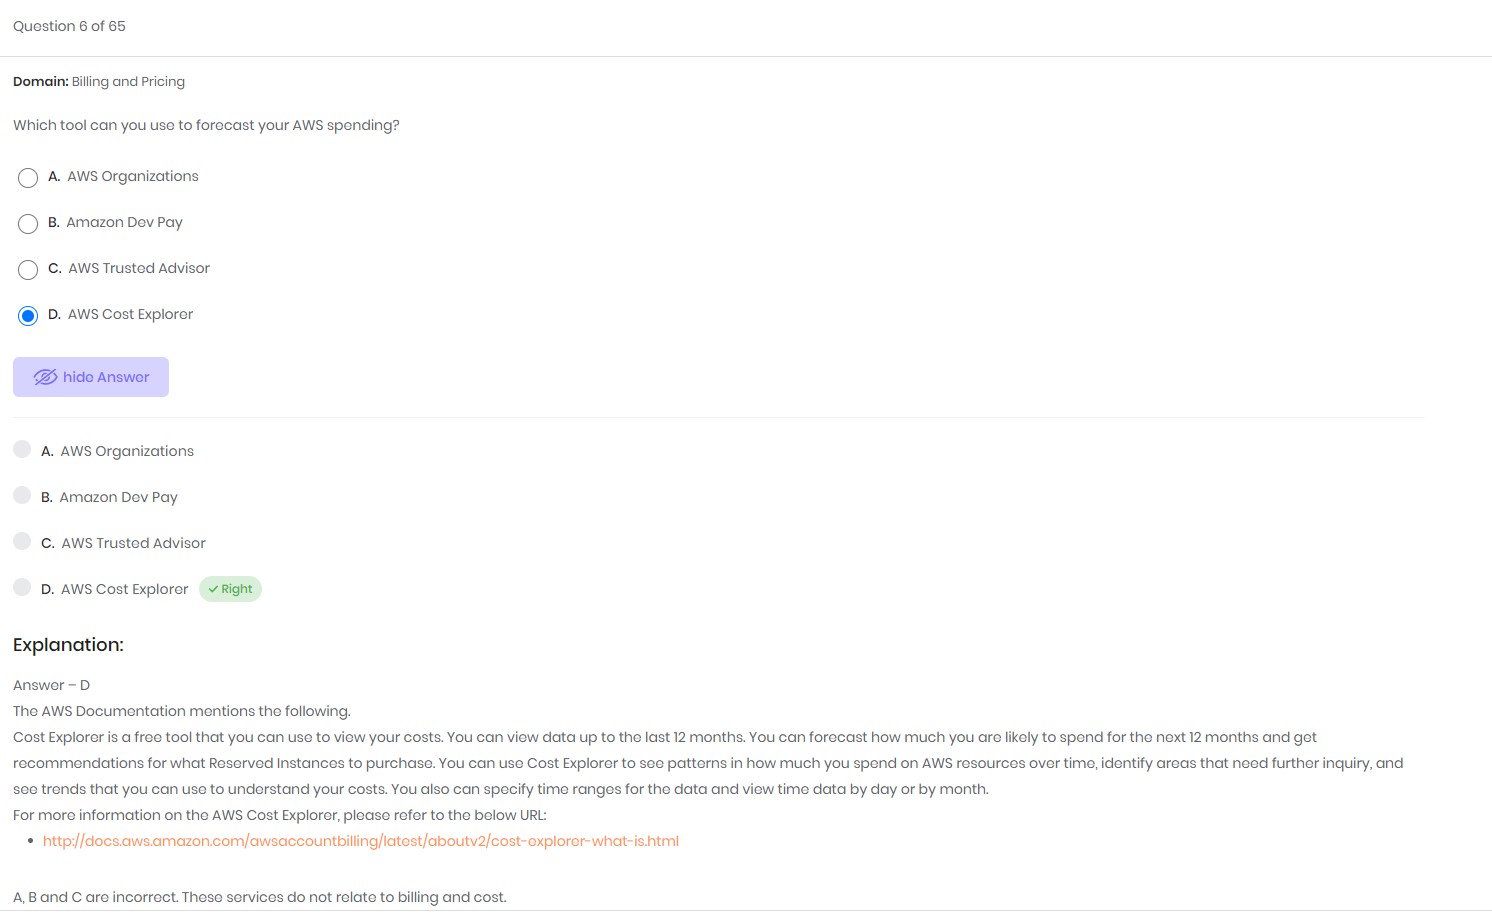 Question 6 of 65
Domain: Billing and Pricing
Which tool can you use to forecast your AWS spending?
A. AWS Organizations
B. Amazon Dev Pay
C. AWS Trusted Advisor
D. AWS Cost Explorer
hide Answer
A. AWS Organizations
B. Amazon Dev Pay
C. AWS Trusted Advisor
D. AWS Cost Explorer Right
Explanation:
Answer – D
The AWS Documentation mentions the following.
Cost Explorer is a free tool that you can use to view your costs. You can view data up to the last 12 months. You can forecast how much you are likely to spend for the next 12 months and get
recommendations for what Reserved Instances to purchase. You can use Cost Explorer to see patterns in how much you spend on AWS resources over time, identify areas that need further inquiry, and
see trends that you can use to understand your costs. You also can specify time ranges for the data and view time data by day or by month.
For more information on the AWS Cost Explorer, please refer to the below URL:
• http://docs.aws.amazon.com/awsaccountbilling/latest/aboutv2/cost-explorer-what-is.html
A, B and C are incorrect. These services do not relate to billing and cost.